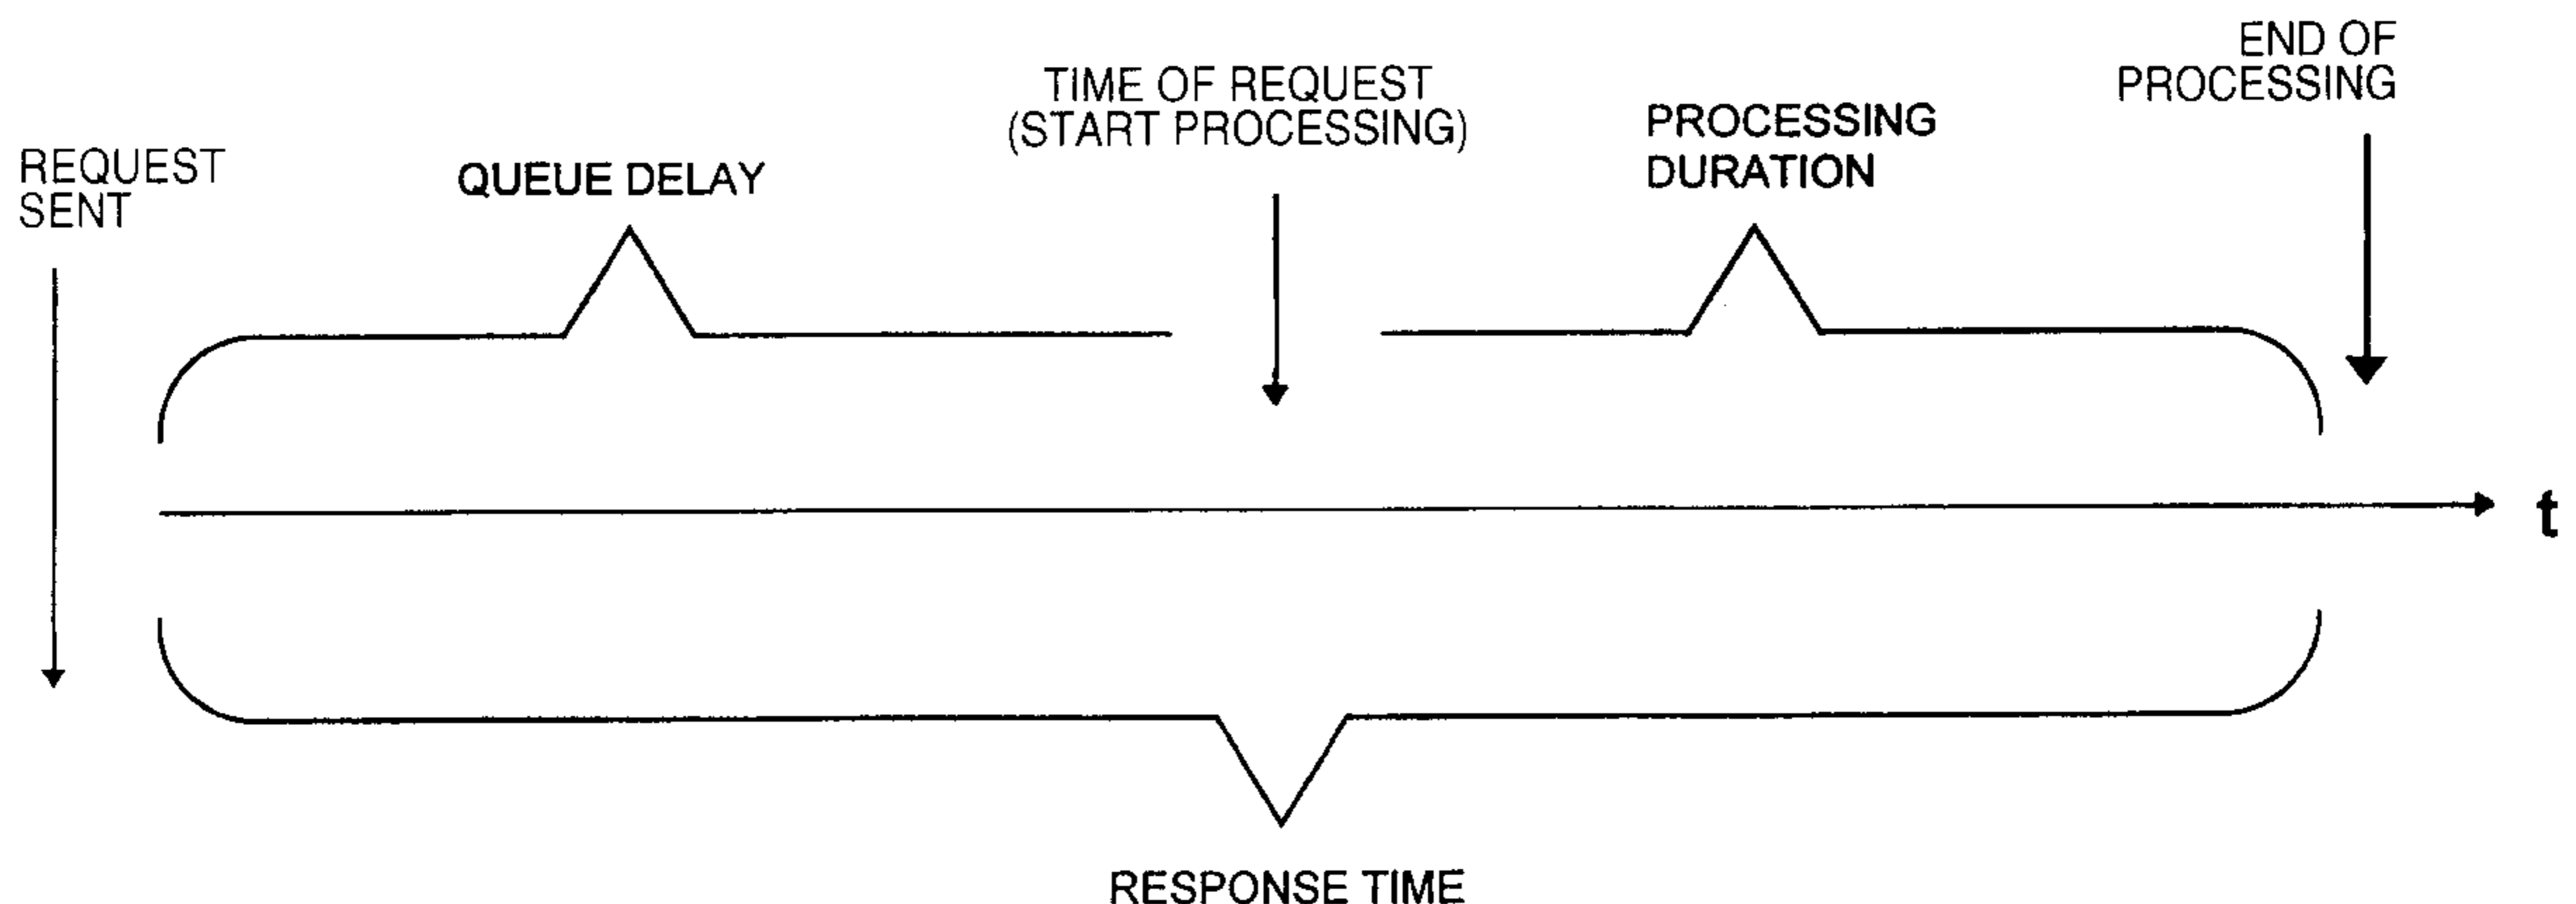 REQUEST
SENT
QUEUE DELAY
TIME OF REQUEST
(START PROCESSING)
PROCESSING
DURATION
END OF
PROCESSING
t
RESPONSE TIME